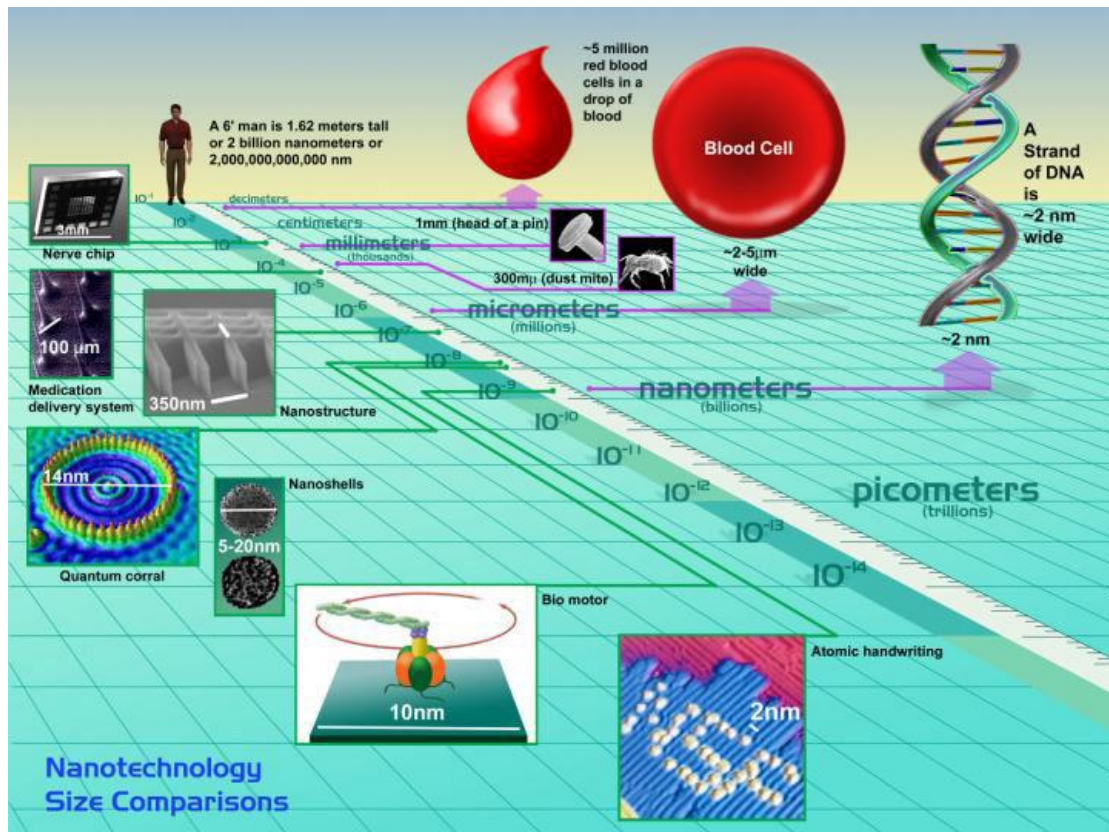 A 6' man is 1.62 meters tall
or 2 billion nanometers or
2,000,000,000,000 nm
~5 million
red blood
cells in a
drop of
blood
Blood Cell
A
Strand
of DNA
is
~2 nm
wide
3mm
Nerve chip
10-1
10-2
10-3
10-4
10-5
10-6
10-7
10-8
10-9
10-10
10-11
10-12
10-13
10-14
decimeters
centimeters
1mm (head of a pin)
millimeters
(thousands)
300mμ (dust mite)
~2-5μm
wide
micrometers
(millions)
~2 nm
100 μm
Medication
delivery system
350nm
Nanostructure
nanometers
(billions)
14nm
Quantum corral
Nanoshells
5-20nm
picometers
(trillions)
Bio motor
10nm
Atomic handwriting
2nm
Nanotechnology
Size Comparisons